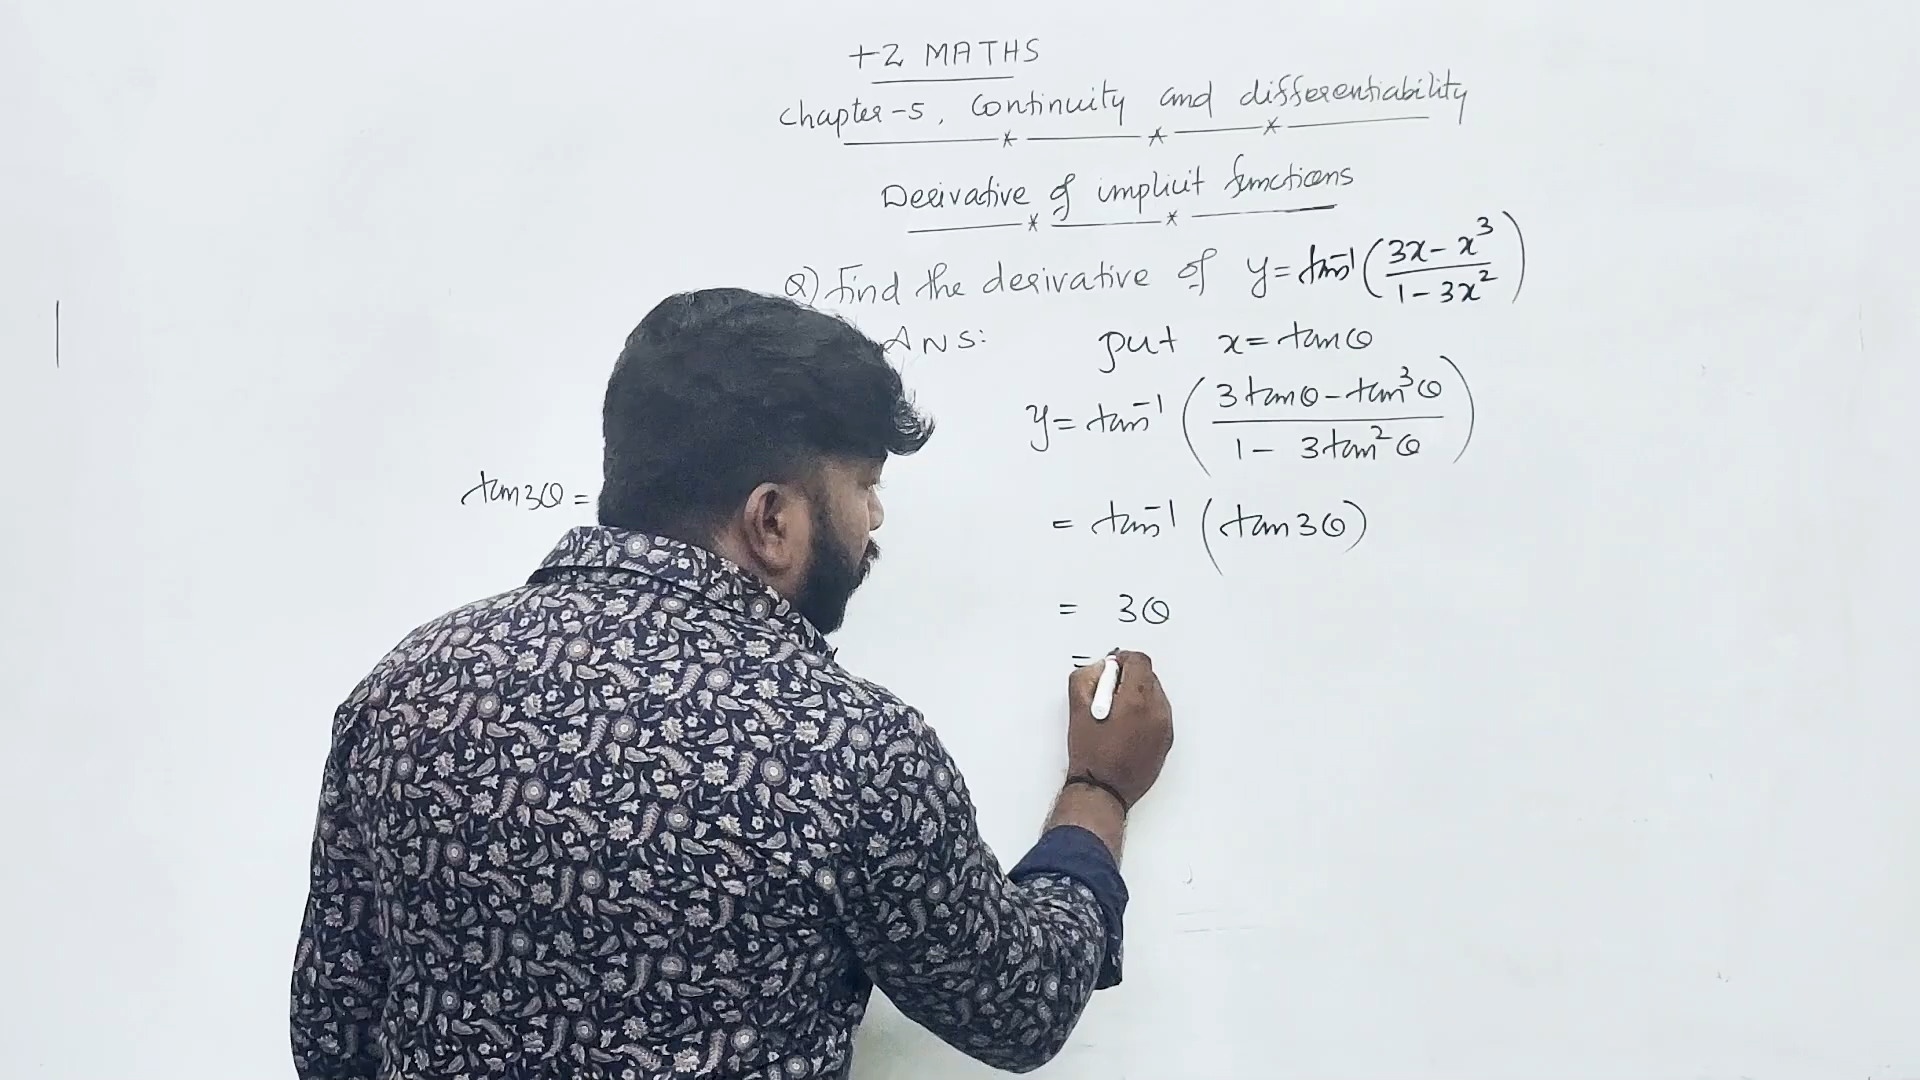 +2 MATHS
Chapter-5, Continuity and differentiability
Derivative of implicit functions
Q) Find the derivative of y = tan⁻¹ ((3x - x³)/(1 - 3x²))
ANS: put x = tanθ
y = tan⁻¹ ((3tanθ - tan³θ)/(1 - 3tan²θ))
tan3θ =
= tan⁻¹ (tan3θ)
= 3θ
=